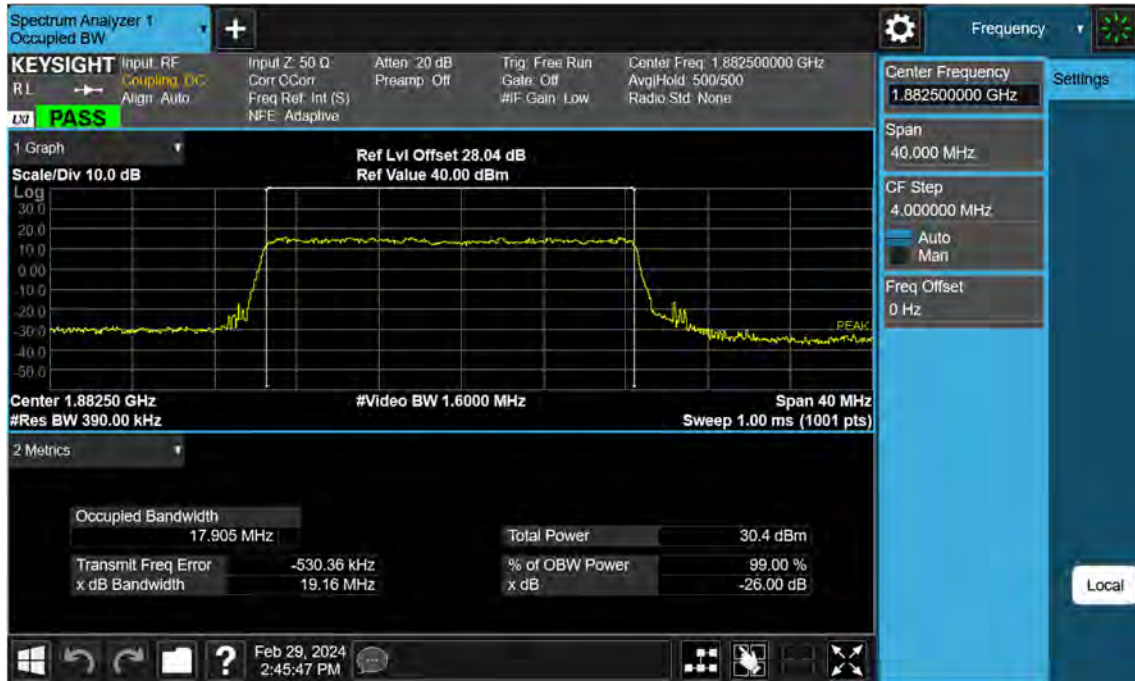 Spectrum Analyzer 1
Occupied BW
Frequency
KEYSIGHT
RL
LXI
PASS
Input: RF
Coupling: DC
Align: Auto
Input Z: 50 Ω
Corr CCorr
Freq Ref: Int (S)
NFE: Adaptive
Atten: 20 dB
Preamp: Off
Trig: Free Run
Gate: Off
#IF Gain: Low
Center Freq: 1.882500000 GHz
Avg|Hold: 500/500
Radio Std: None
Center Frequency
1.882500000 GHz
Settings
Span
40.000 MHz
CF Step
4.000000 MHz
Auto
Man
Freq Offset
0 Hz
1 Graph
Scale/Div 10.0 dB
Ref Lvl Offset 28.04 dB
Ref Value 40.00 dBm
Log
30.0
20.0
10.0
0.00
-10.0
-20.0
-30.0
-40.0
-50.0
PEAK
Center 1.88250 GHz
#Video BW 1.6000 MHz
Span 40 MHz
#Res BW 390.00 kHz
Sweep 1.00 ms (1001 pts)
2 Metrics
Occupied Bandwidth
17.905 MHz
Total Power 30.4 dBm
Transmit Freq Error -530.36 kHz
% of OBW Power 99.00 %
x dB Bandwidth 19.16 MHz
x dB -26.00 dB
Local
?
Feb 29, 2024
2:45:47 PM